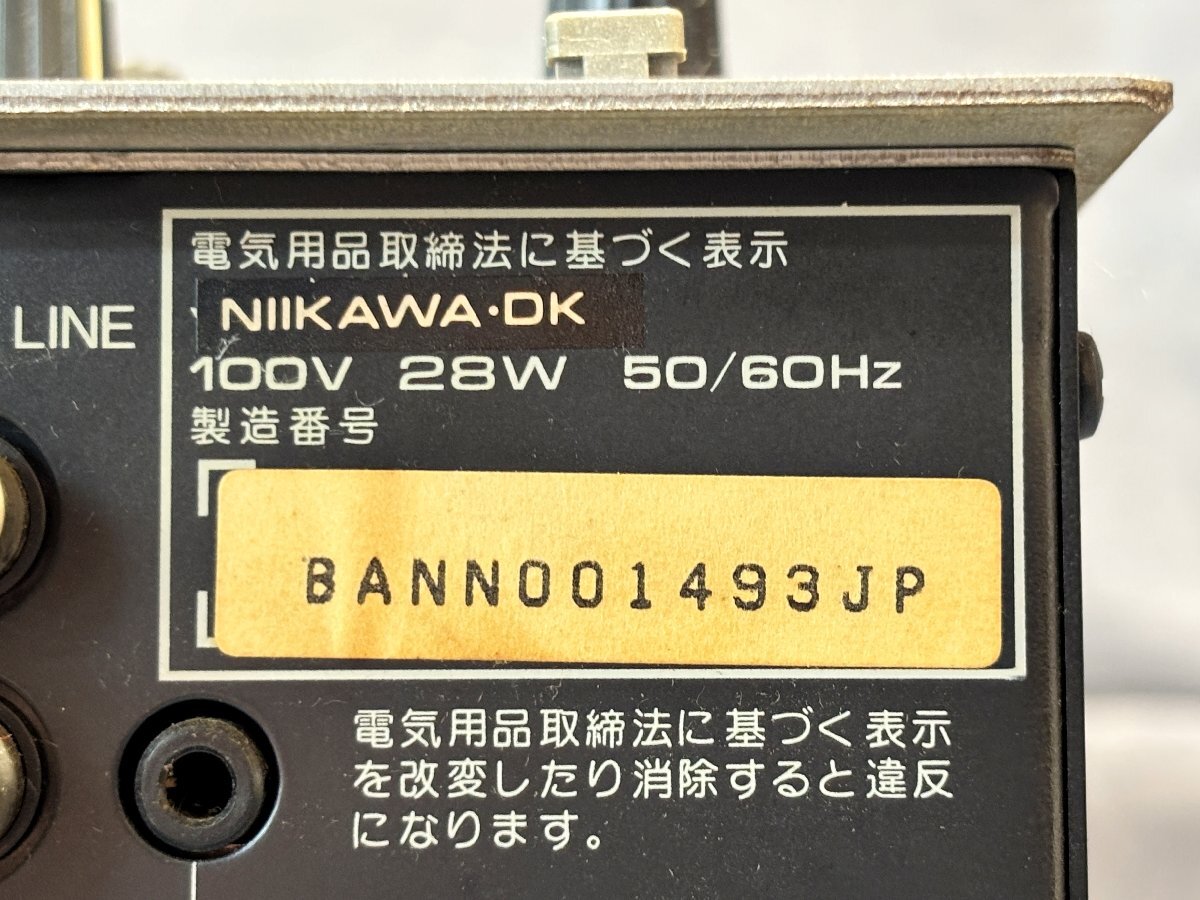 電気用品取締法に基づく表示
NIIKAWA・DK
LINE
100V 28W 50/60Hz
製造番号
BANN001493JP
電気用品取締法に基づく表示
を改変したり消除すると違反
になります。